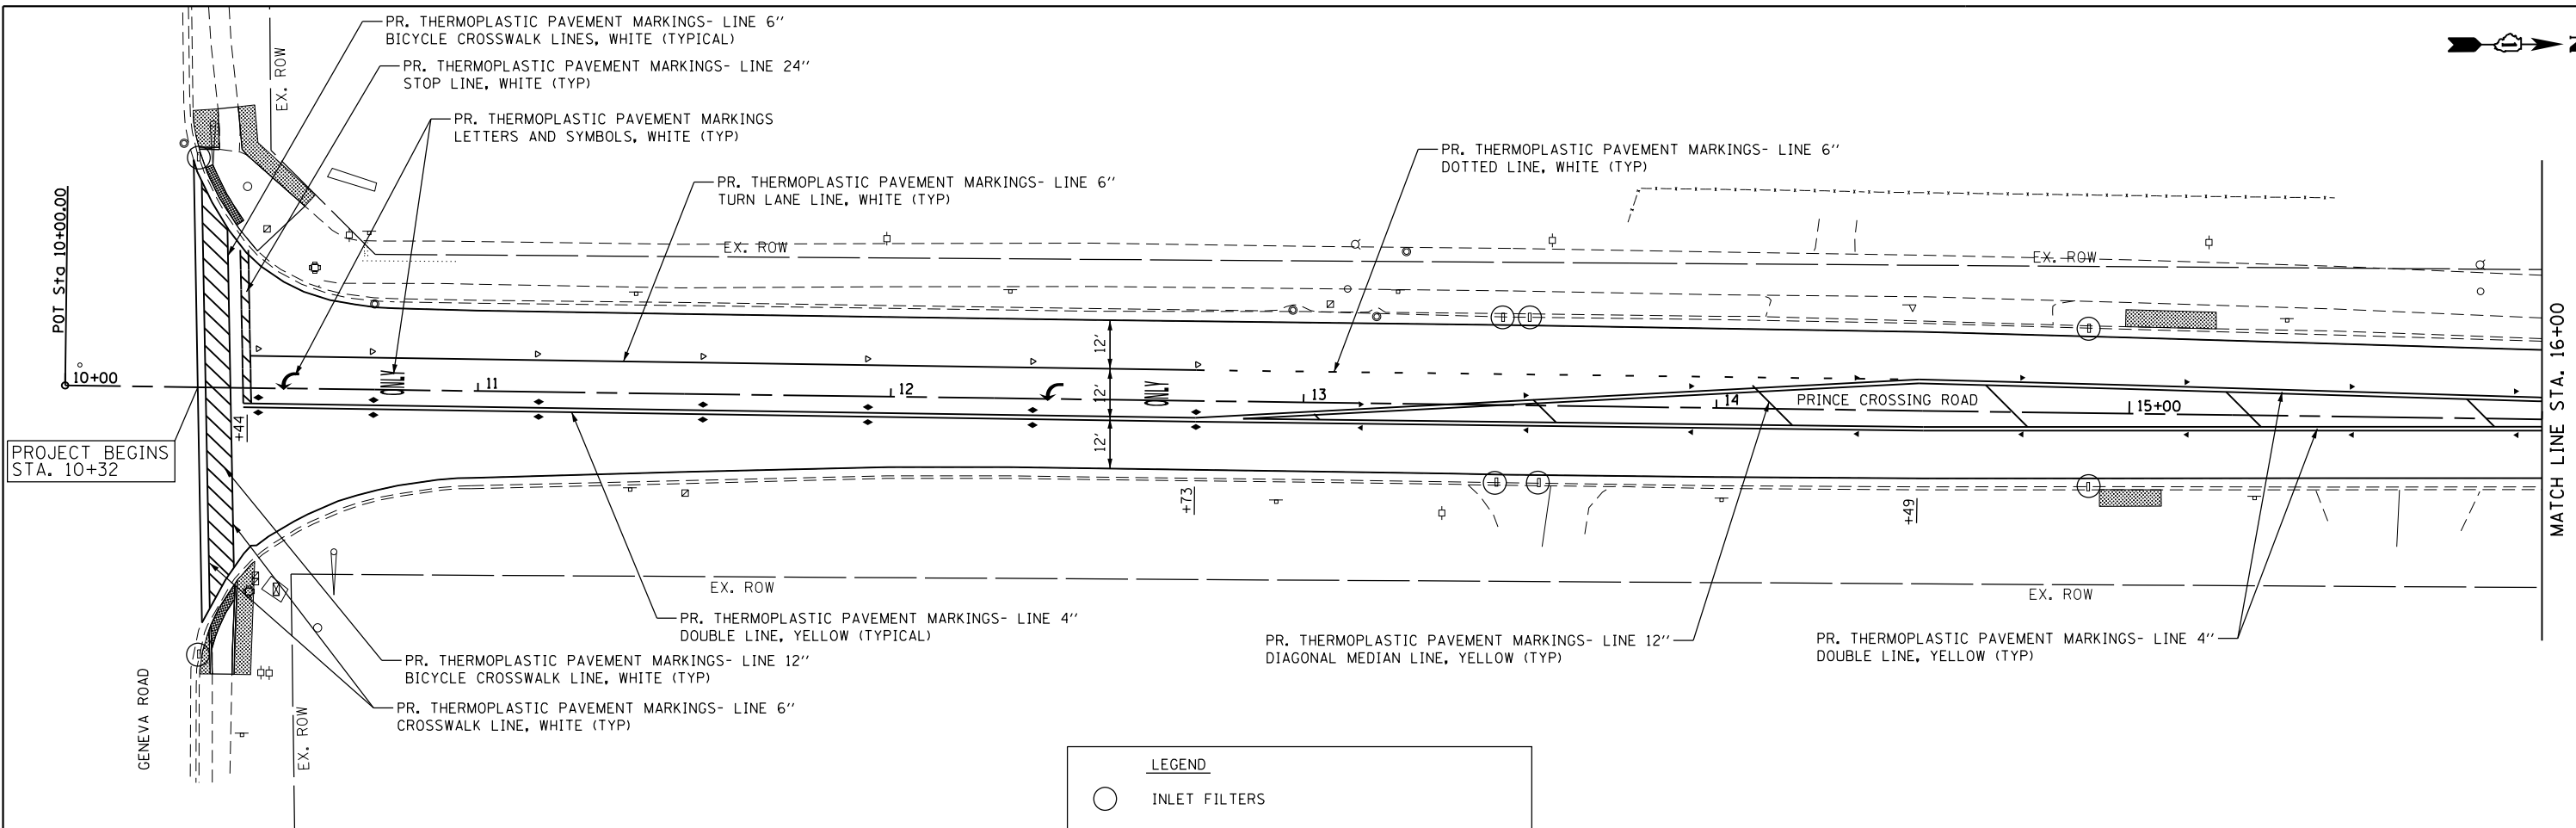 PR. THERMOPLASTIC PAVEMENT MARKINGS- LINE 6"
BICYCLE CROSSWALK LINES, WHITE (TYPICAL)
PR. THERMOPLASTIC PAVEMENT MARKINGS- LINE 24"
STOP LINE, WHITE (TYP)
PR. THERMOPLASTIC PAVEMENT MARKINGS
LETTERS AND SYMBOLS, WHITE (TYP)
PR. THERMOPLASTIC PAVEMENT MARKINGS- LINE 6"
TURN LANE LINE, WHITE (TYP)
PR. THERMOPLASTIC PAVEMENT MARKINGS- LINE 6"
DOTTED LINE, WHITE (TYP)
EX. ROW
EX. ROW
EX. ROW
POT Sta 10+00.00
10+00
11
12
13
14
15+00
ONLY
ONLY
12'
12'
12'
PRINCE CROSSING ROAD
MATCH LINE STA. 16+00
+44
+73
+49
PROJECT BEGINS
STA. 10+32
EX. ROW
EX. ROW
EX. ROW
PR. THERMOPLASTIC PAVEMENT MARKINGS- LINE 4"
DOUBLE LINE, YELLOW (TYPICAL)
PR. THERMOPLASTIC PAVEMENT MARKINGS- LINE 12"
BICYCLE CROSSWALK LINE, WHITE (TYP)
PR. THERMOPLASTIC PAVEMENT MARKINGS- LINE 6"
CROSSWALK LINE, WHITE (TYP)
PR. THERMOPLASTIC PAVEMENT MARKINGS- LINE 12"
DIAGONAL MEDIAN LINE, YELLOW (TYP)
PR. THERMOPLASTIC PAVEMENT MARKINGS- LINE 4"
DOUBLE LINE, YELLOW (TYP)
GENEVA ROAD
LEGEND
INLET FILTERS